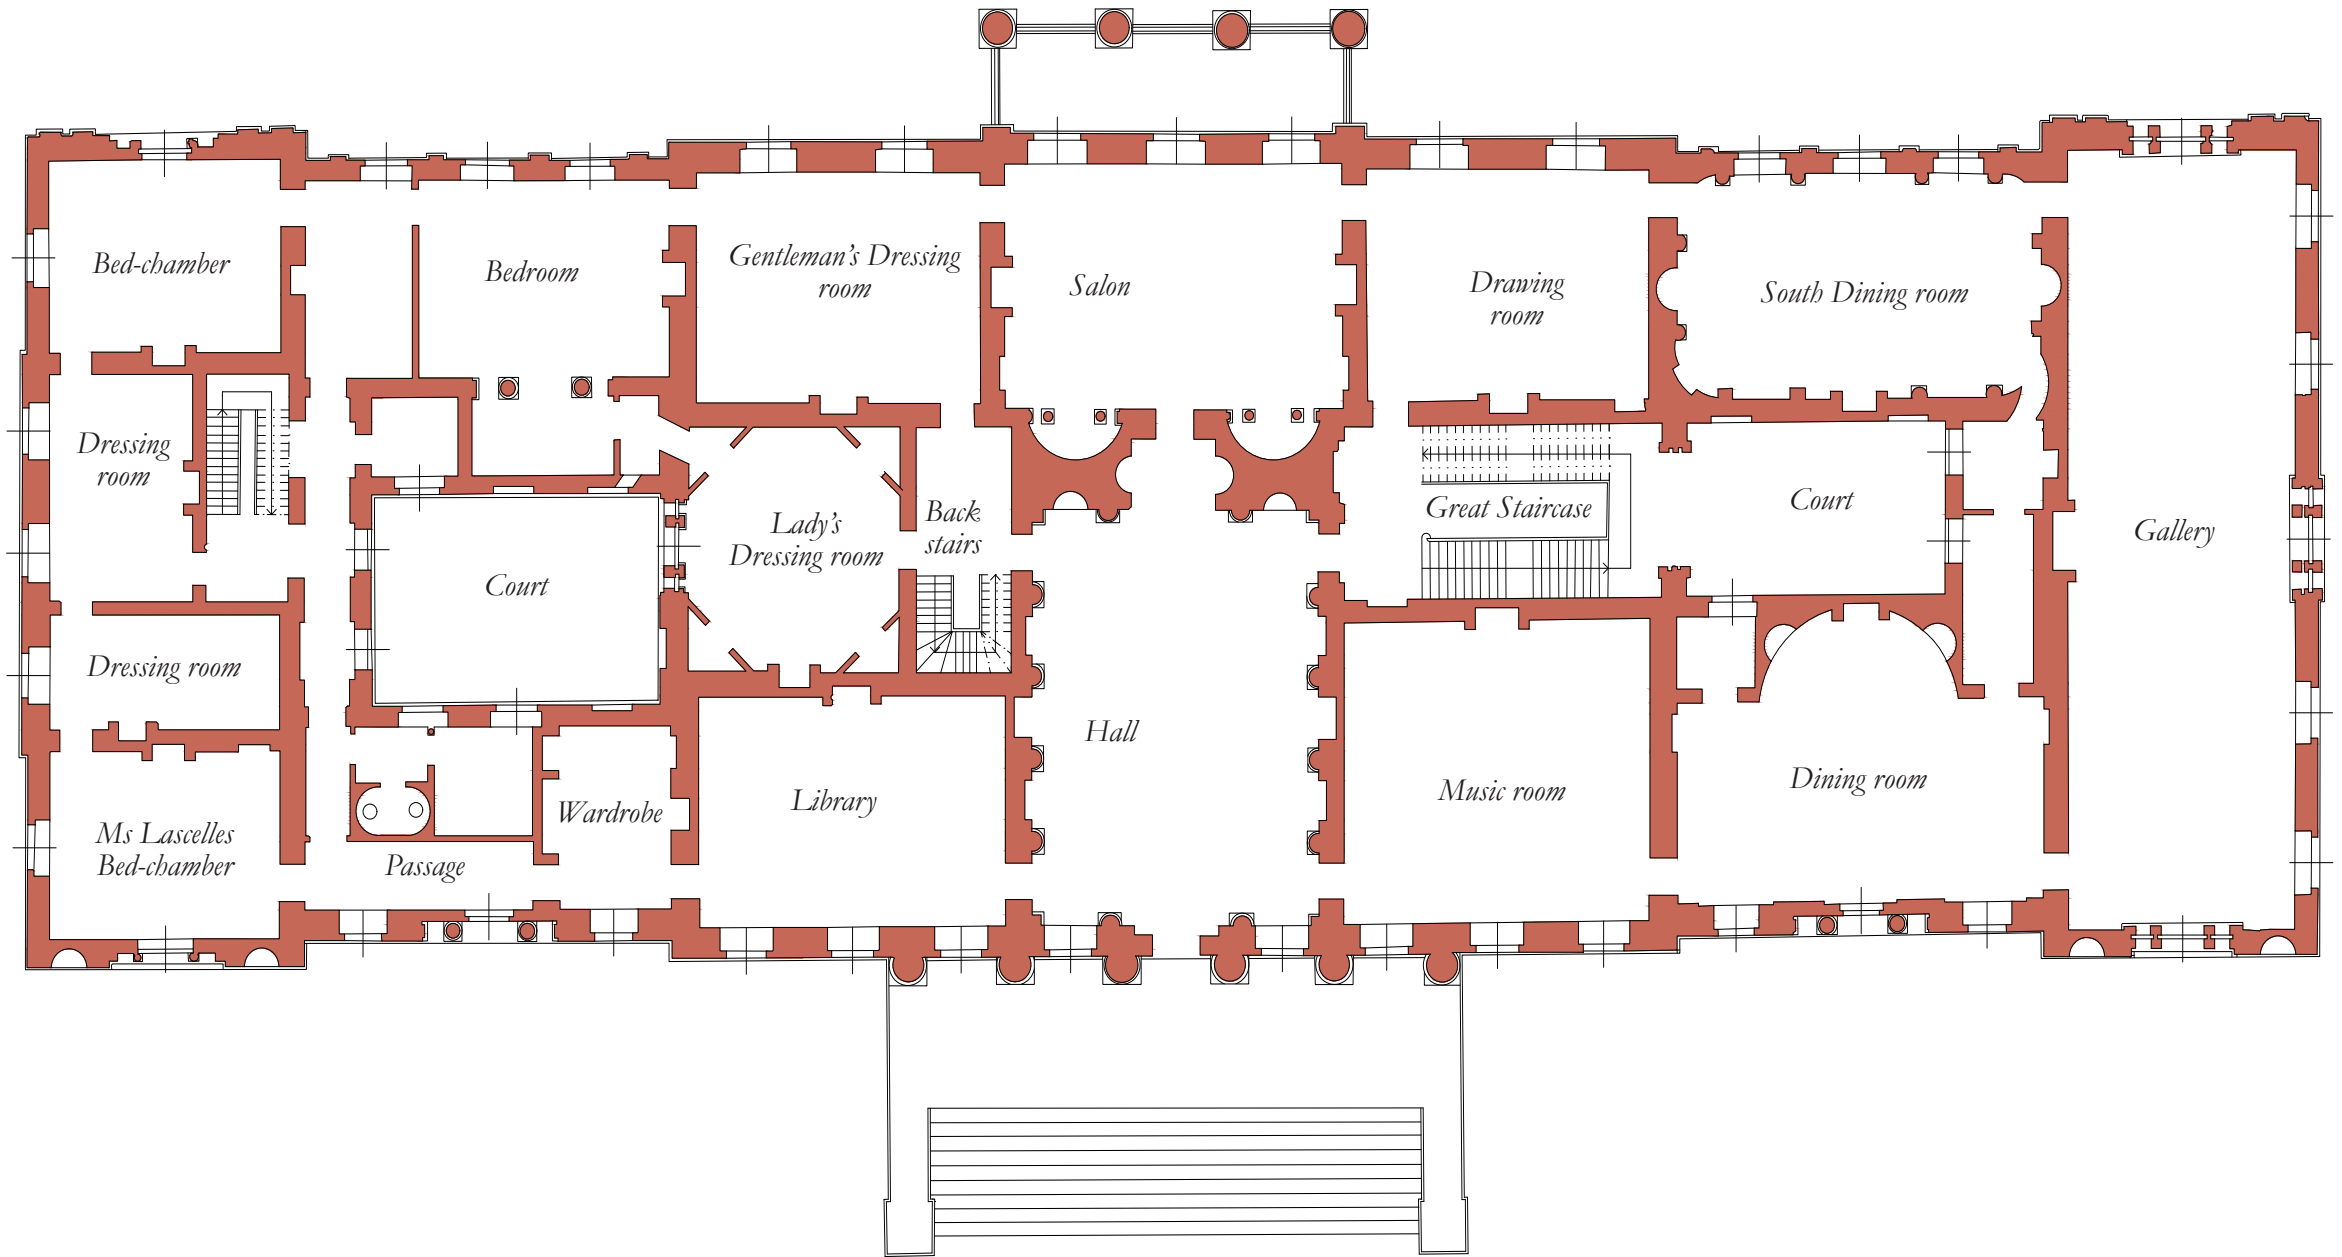 Bed-chamber
Bedroom
Gentleman's Dressing
room
Salon
Drawing
room
South Dining room
Dressing
room
Lady's
Dressing room
Back
stairs
Great Staircase
Court
Gallery
Court
Dressing room
Hall
Ms Lascelles
Bed-chamber
Passage
Wardrobe
Library
Music room
Dining room